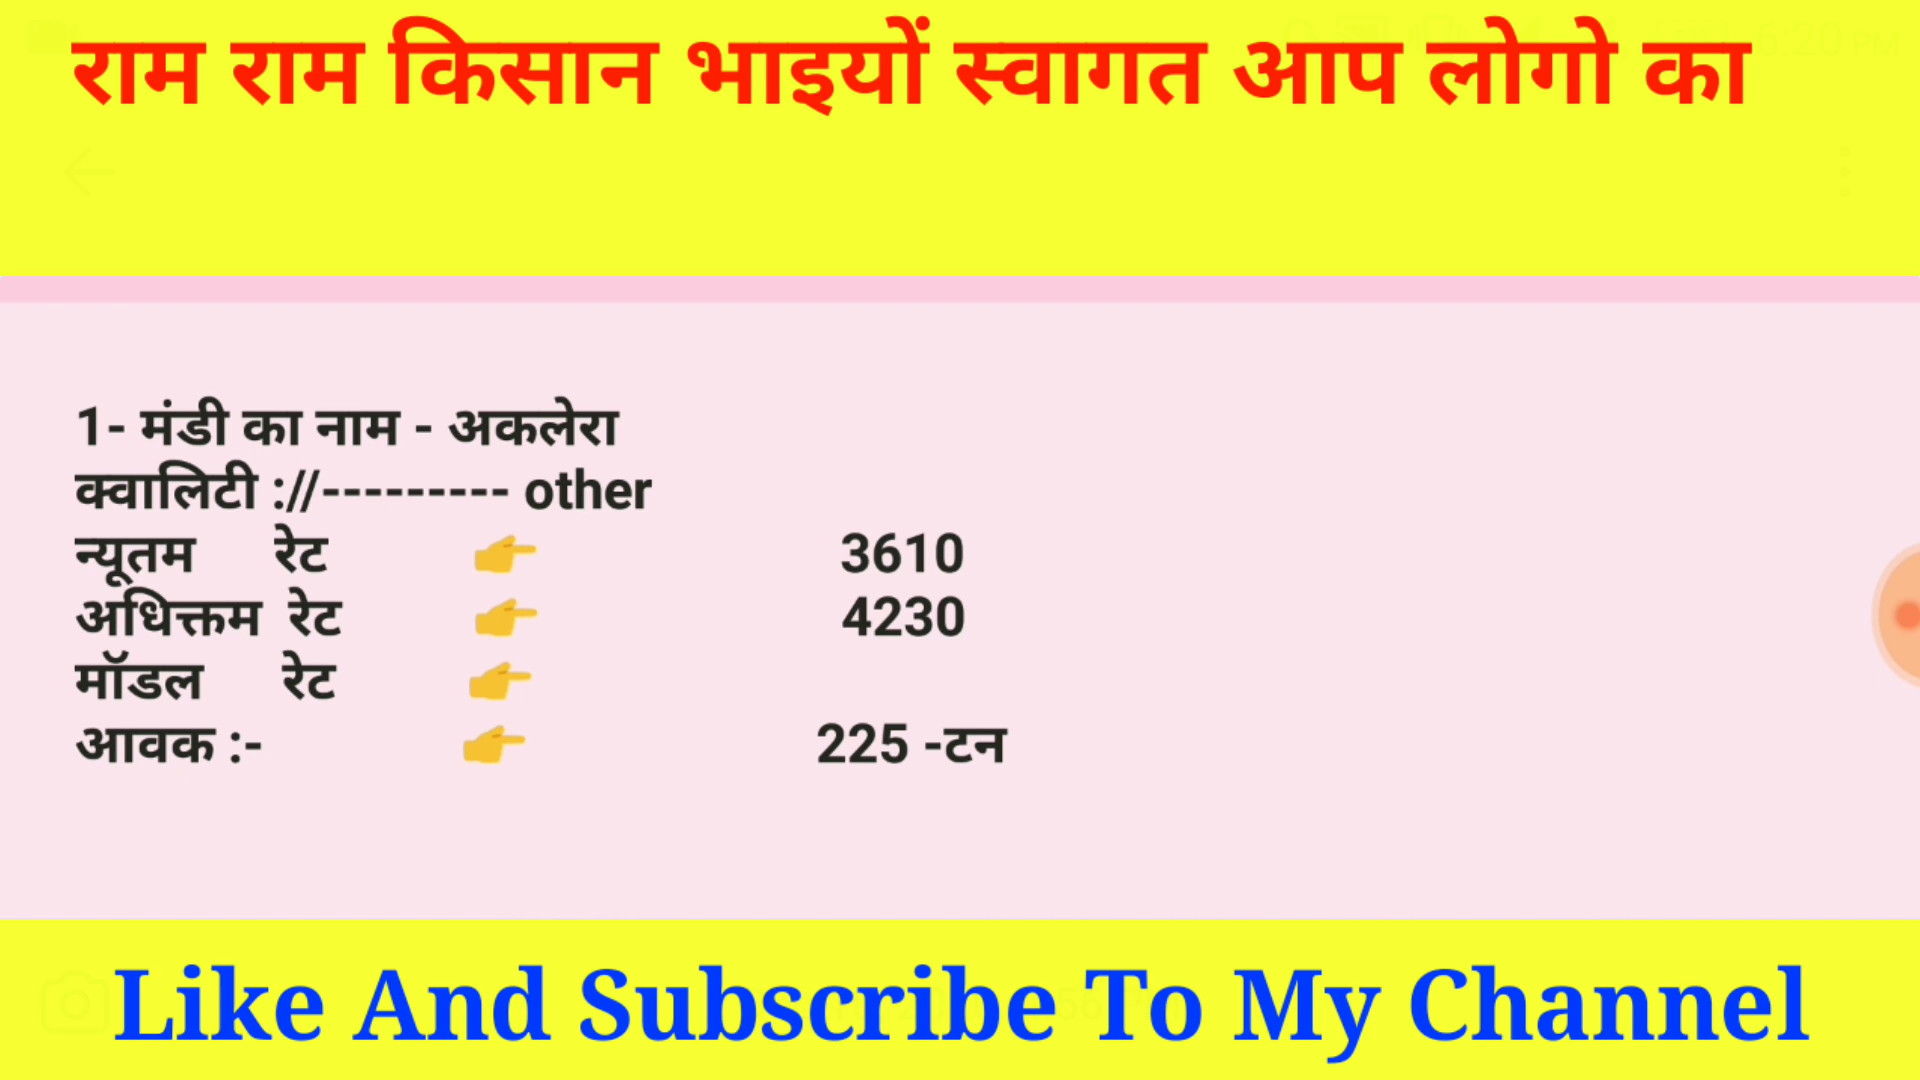 राम राम किसान भाइयों स्वागत आप लोगो का
1- मंडी का नाम - अकलेरा
क्वालिटी ://--------- other
न्यूतम रेट 👉 3610
अधिक्तम रेट 👉 4230
मॉडल रेट 👉
आवक :- 👉 225 -टन
Like And Subscribe To My Channel